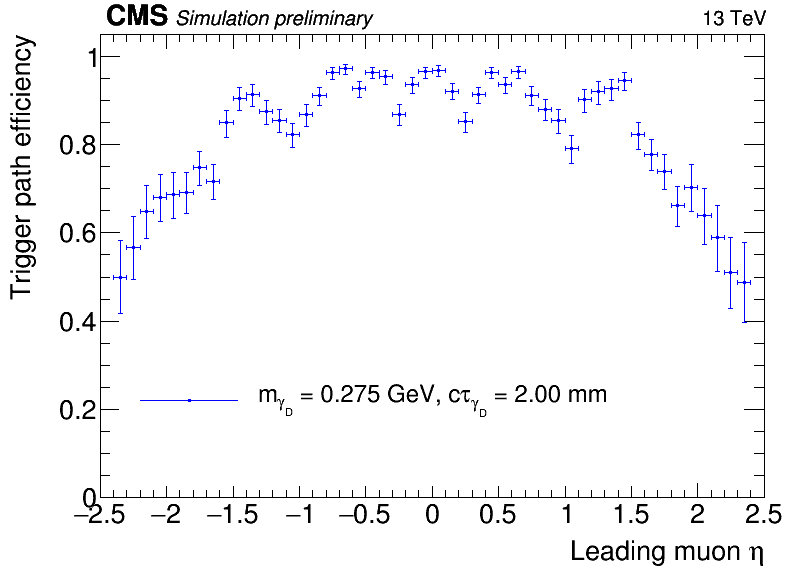 CMS Simulation preliminary 13 TeV
Trigger path efficiency
1
0.8
0.6
0.4
0.2
0
m_γ_D = 0.275 GeV, cτ_γ_D = 2.00 mm
−2.5 −2 −1.5 −1 −0.5 0 0.5 1 1.5 2 2.5
Leading muon η